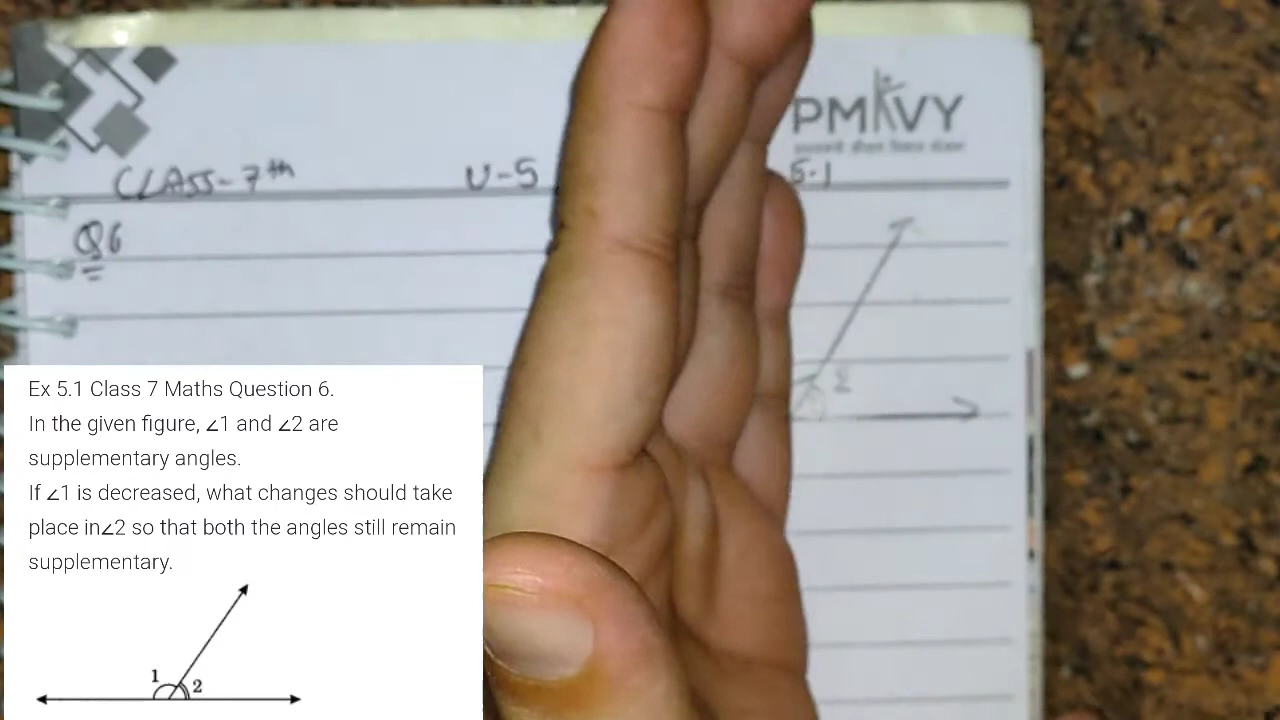 PMKVY
CLASS-7th U-5 5.1
Q6
2
Ex 5.1 Class 7 Maths Question 6.
In the given figure, ∠1 and ∠2 are
supplementary angles.
If ∠1 is decreased, what changes should take
place in∠2 so that both the angles still remain
supplementary.
1
2